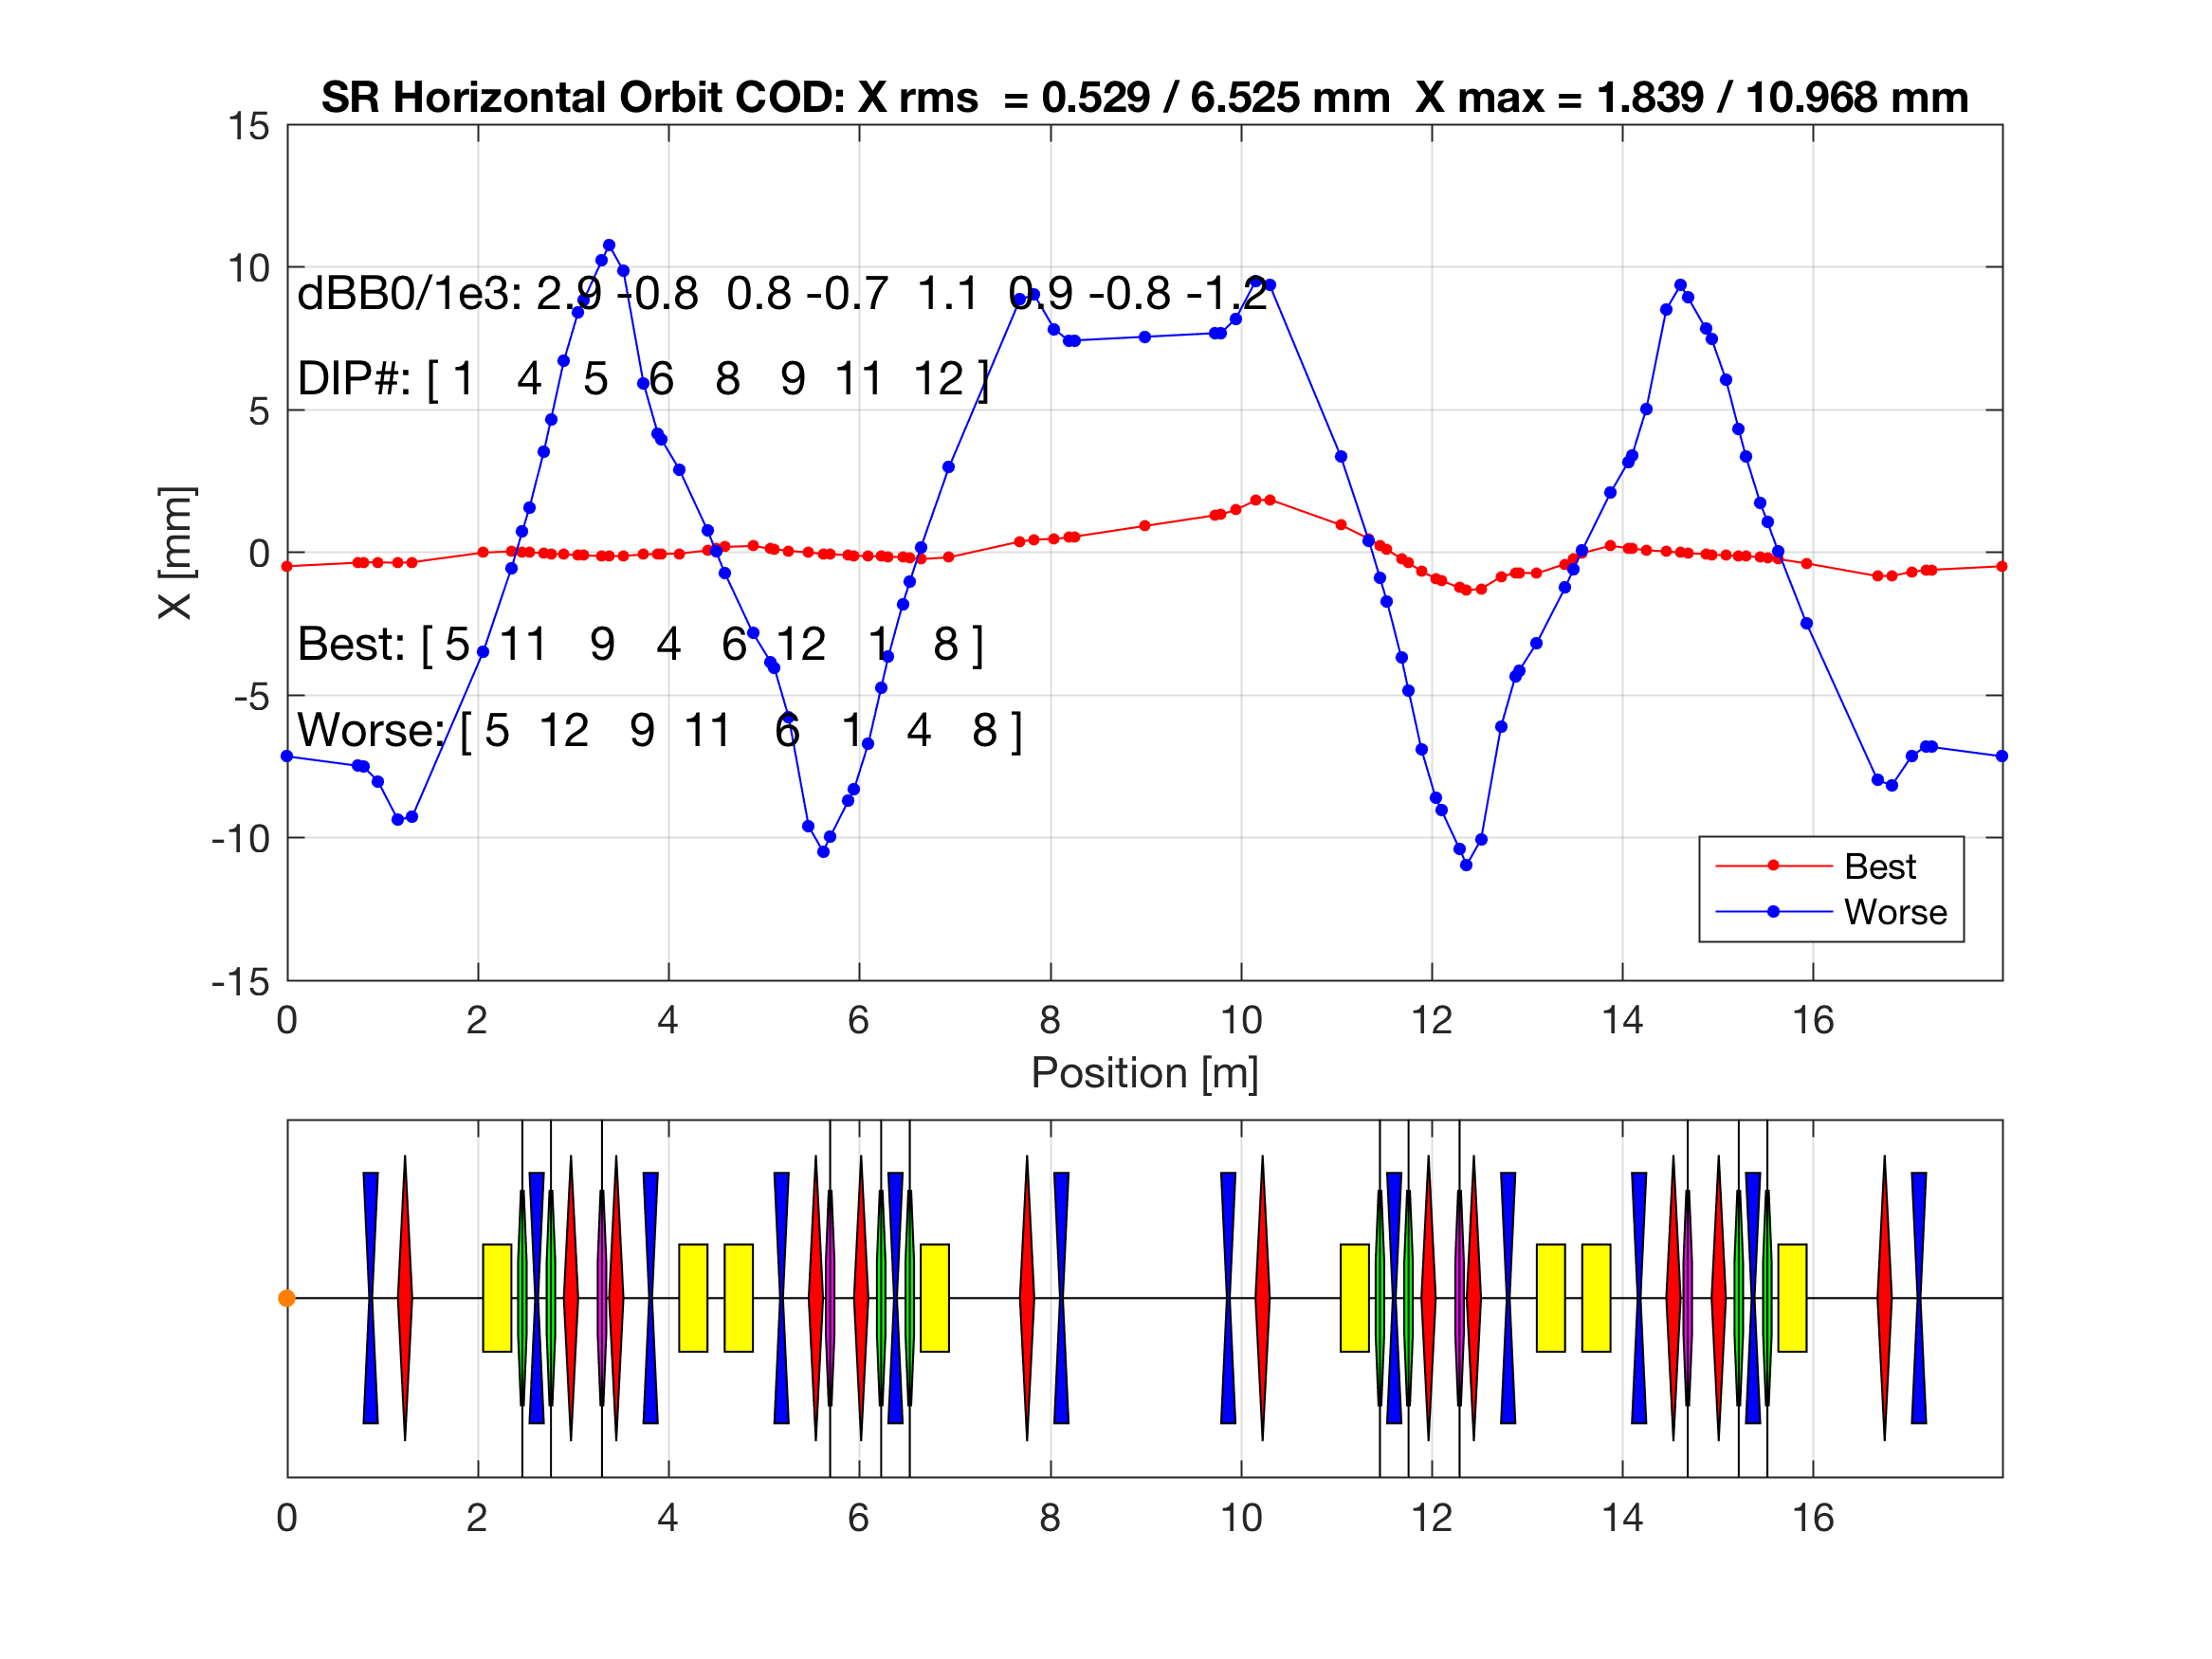 SR Horizontal Orbit COD: X rms = 0.529 / 6.525 mm X max = 1.839 / 10.968 mm
15
10
5
0
-5
-10
-15
X [mm]
dBB0/1e3: 2.9 -0.8 0.8 -0.7 1.1 0.9 -0.8 -1.2
DIP#: [ 1 4 5 6 8 9 11 12 ]
Best: [ 5 11 9 4 6 12 1 8 ]
Worse: [ 5 12 9 11 6 1 4 8 ]
Best
Worse
0 2 4 6 8 10 12 14 16
Position [m]
0 2 4 6 8 10 12 14 16